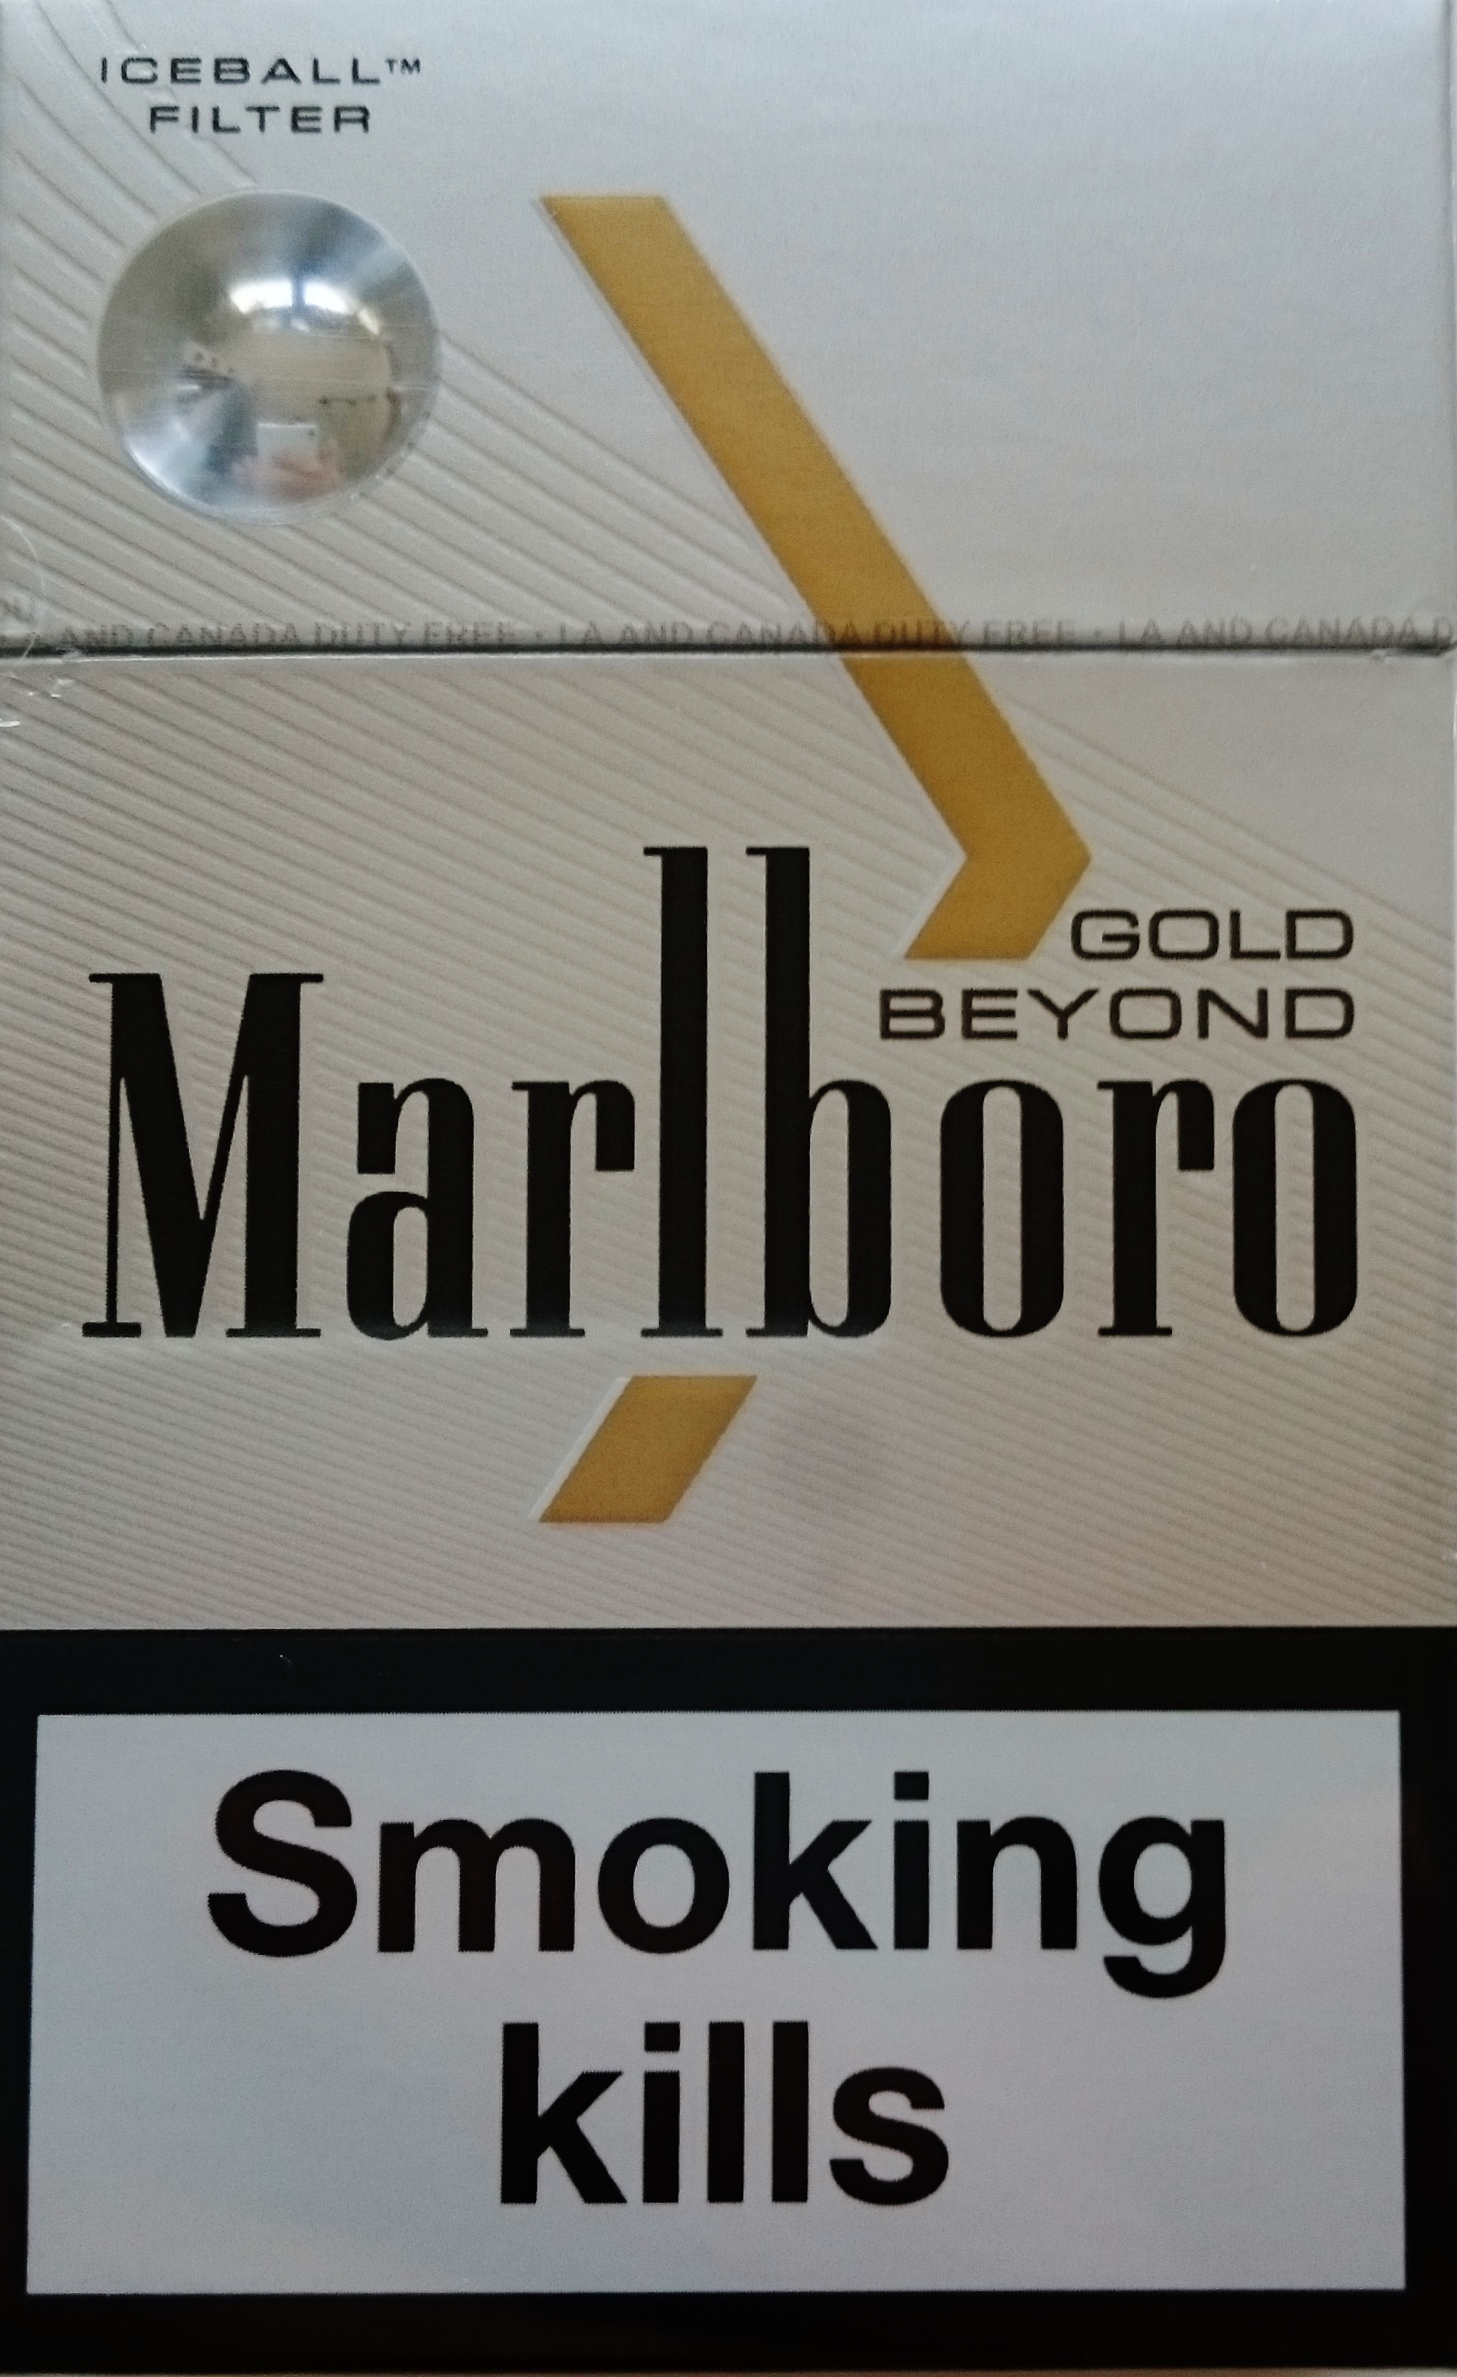 ICEBALL™
FILTER
AND CANADA DUTY FREE • LA AND CANADA DUTY FREE • LA AND CANADA D
GOLD
BEYOND
Marlboro
Smoking
kills